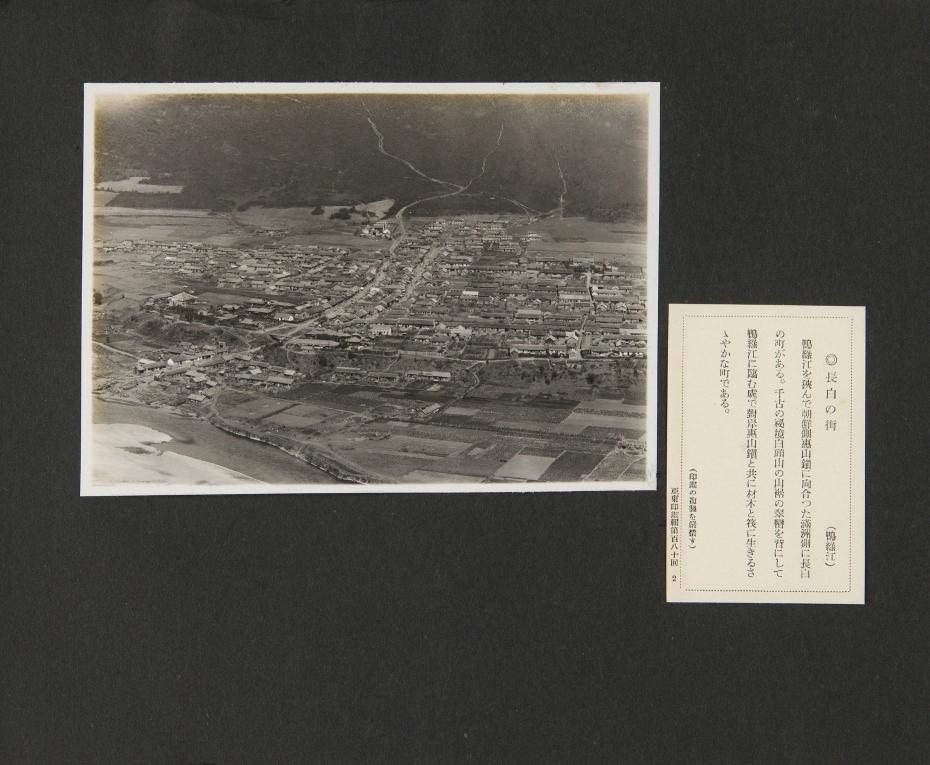 ◎長白の街
（鴨綠江）
鴨綠江を挾んで朝鮮側惠山鎭に向合つた滿洲側に長白
の町がある。千古の祕境白頭山の山裾の翠巒を背にして
鴨綠江に臨む處で對岸惠山鎭と共に材木と筏に生きるさ
ゝやかな町である。
（印畫の複製を嚴禁す）
亞東印畫輯第百八十回 2